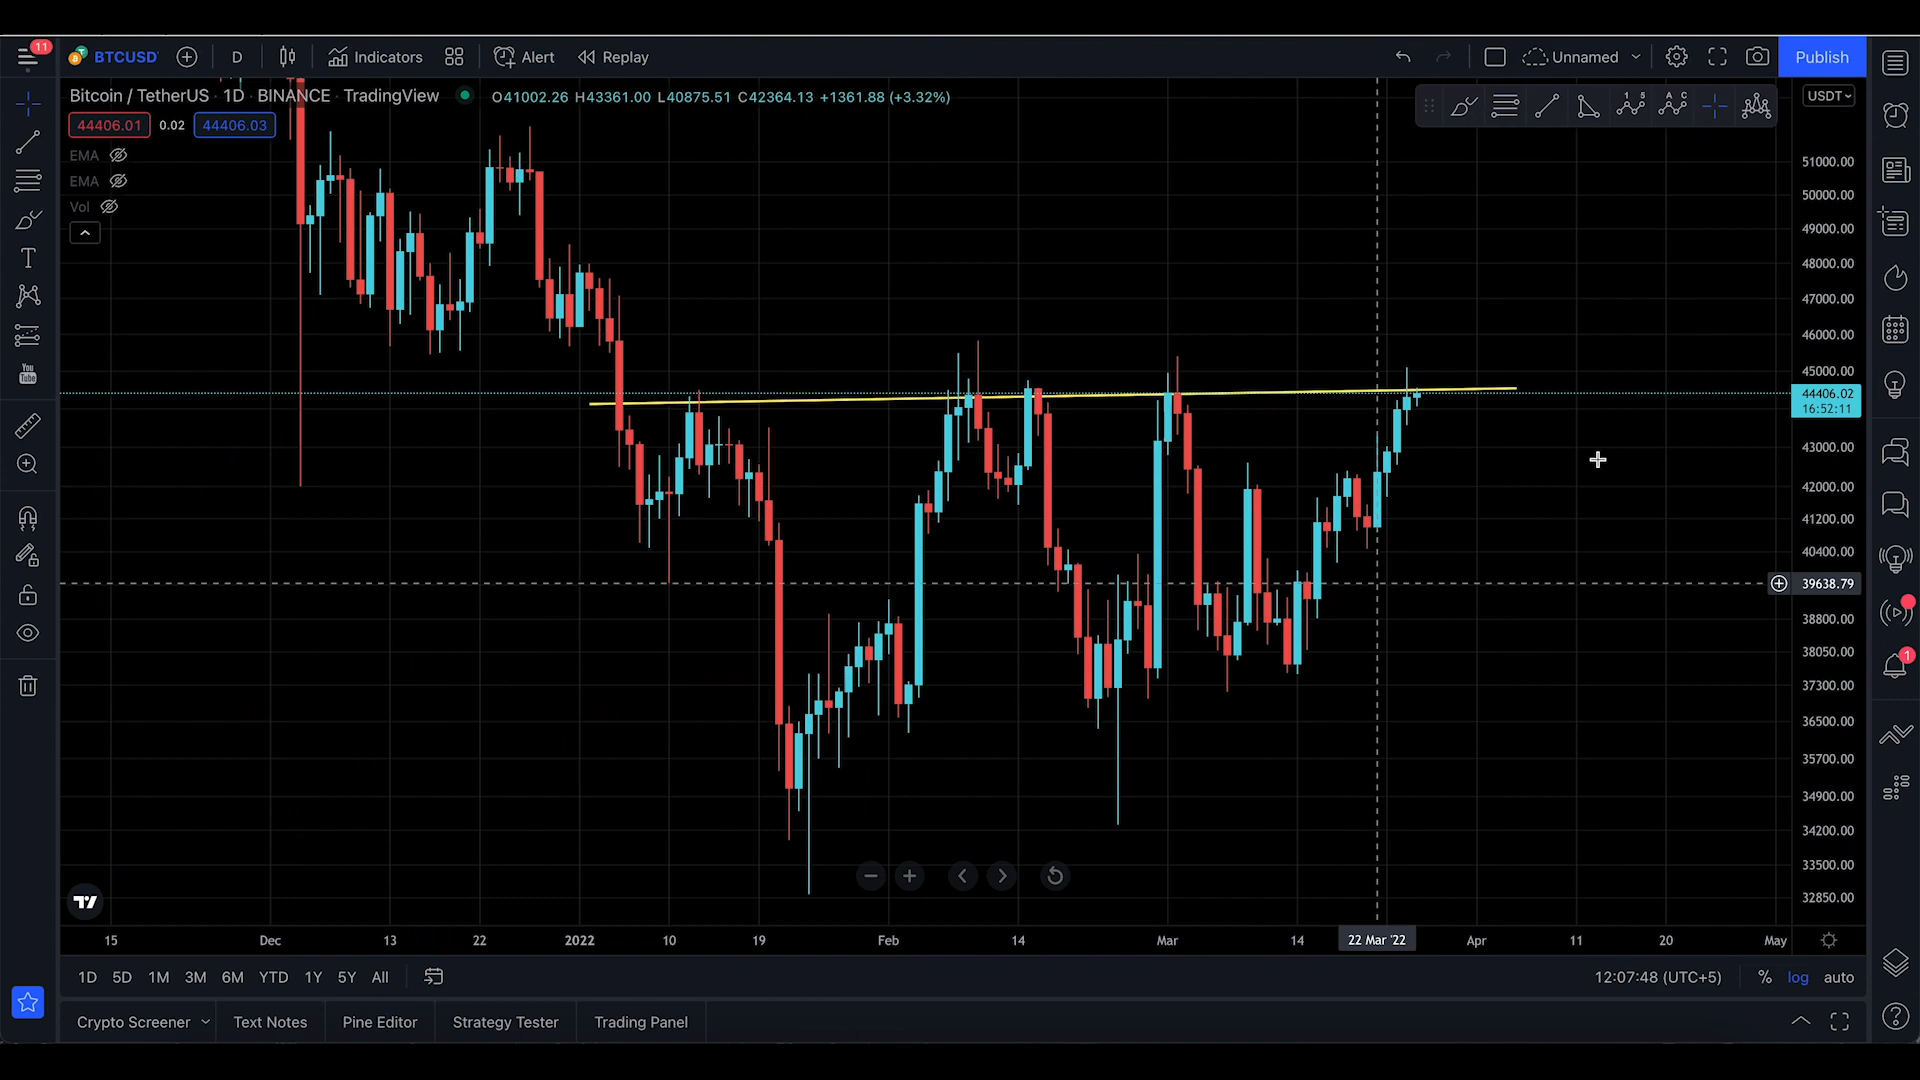 11
BTCUSD
D
Indicators
Alert
Replay
Unnamed
Publish
Bitcoin / TetherUS · 1D · BINANCE · TradingView
O41002.26 H43361.00 L40875.51 C42364.13 +1361.88 (+3.32%)
USDT
44406.01 0.02 44406.03
EMA
EMA
Vol
T
You
Tube
1 5
A C
51000.00
50000.00
49000.00
48000.00
47000.00
46000.00
45000.00
44406.02
16:52:11
43000.00
42000.00
41200.00
40400.00
39638.79
38800.00
38050.00
37300.00
36500.00
35700.00
34900.00
34200.00
33500.00
32850.00
1
15 Dec 13 22 2022 10 19 Feb 14 Mar 14 22 Mar '22 Apr 11 20 May
1D 5D 1M 3M 6M YTD 1Y 5Y All
12:07:48 (UTC+5) % log auto
Crypto Screener Text Notes Pine Editor Strategy Tester Trading Panel